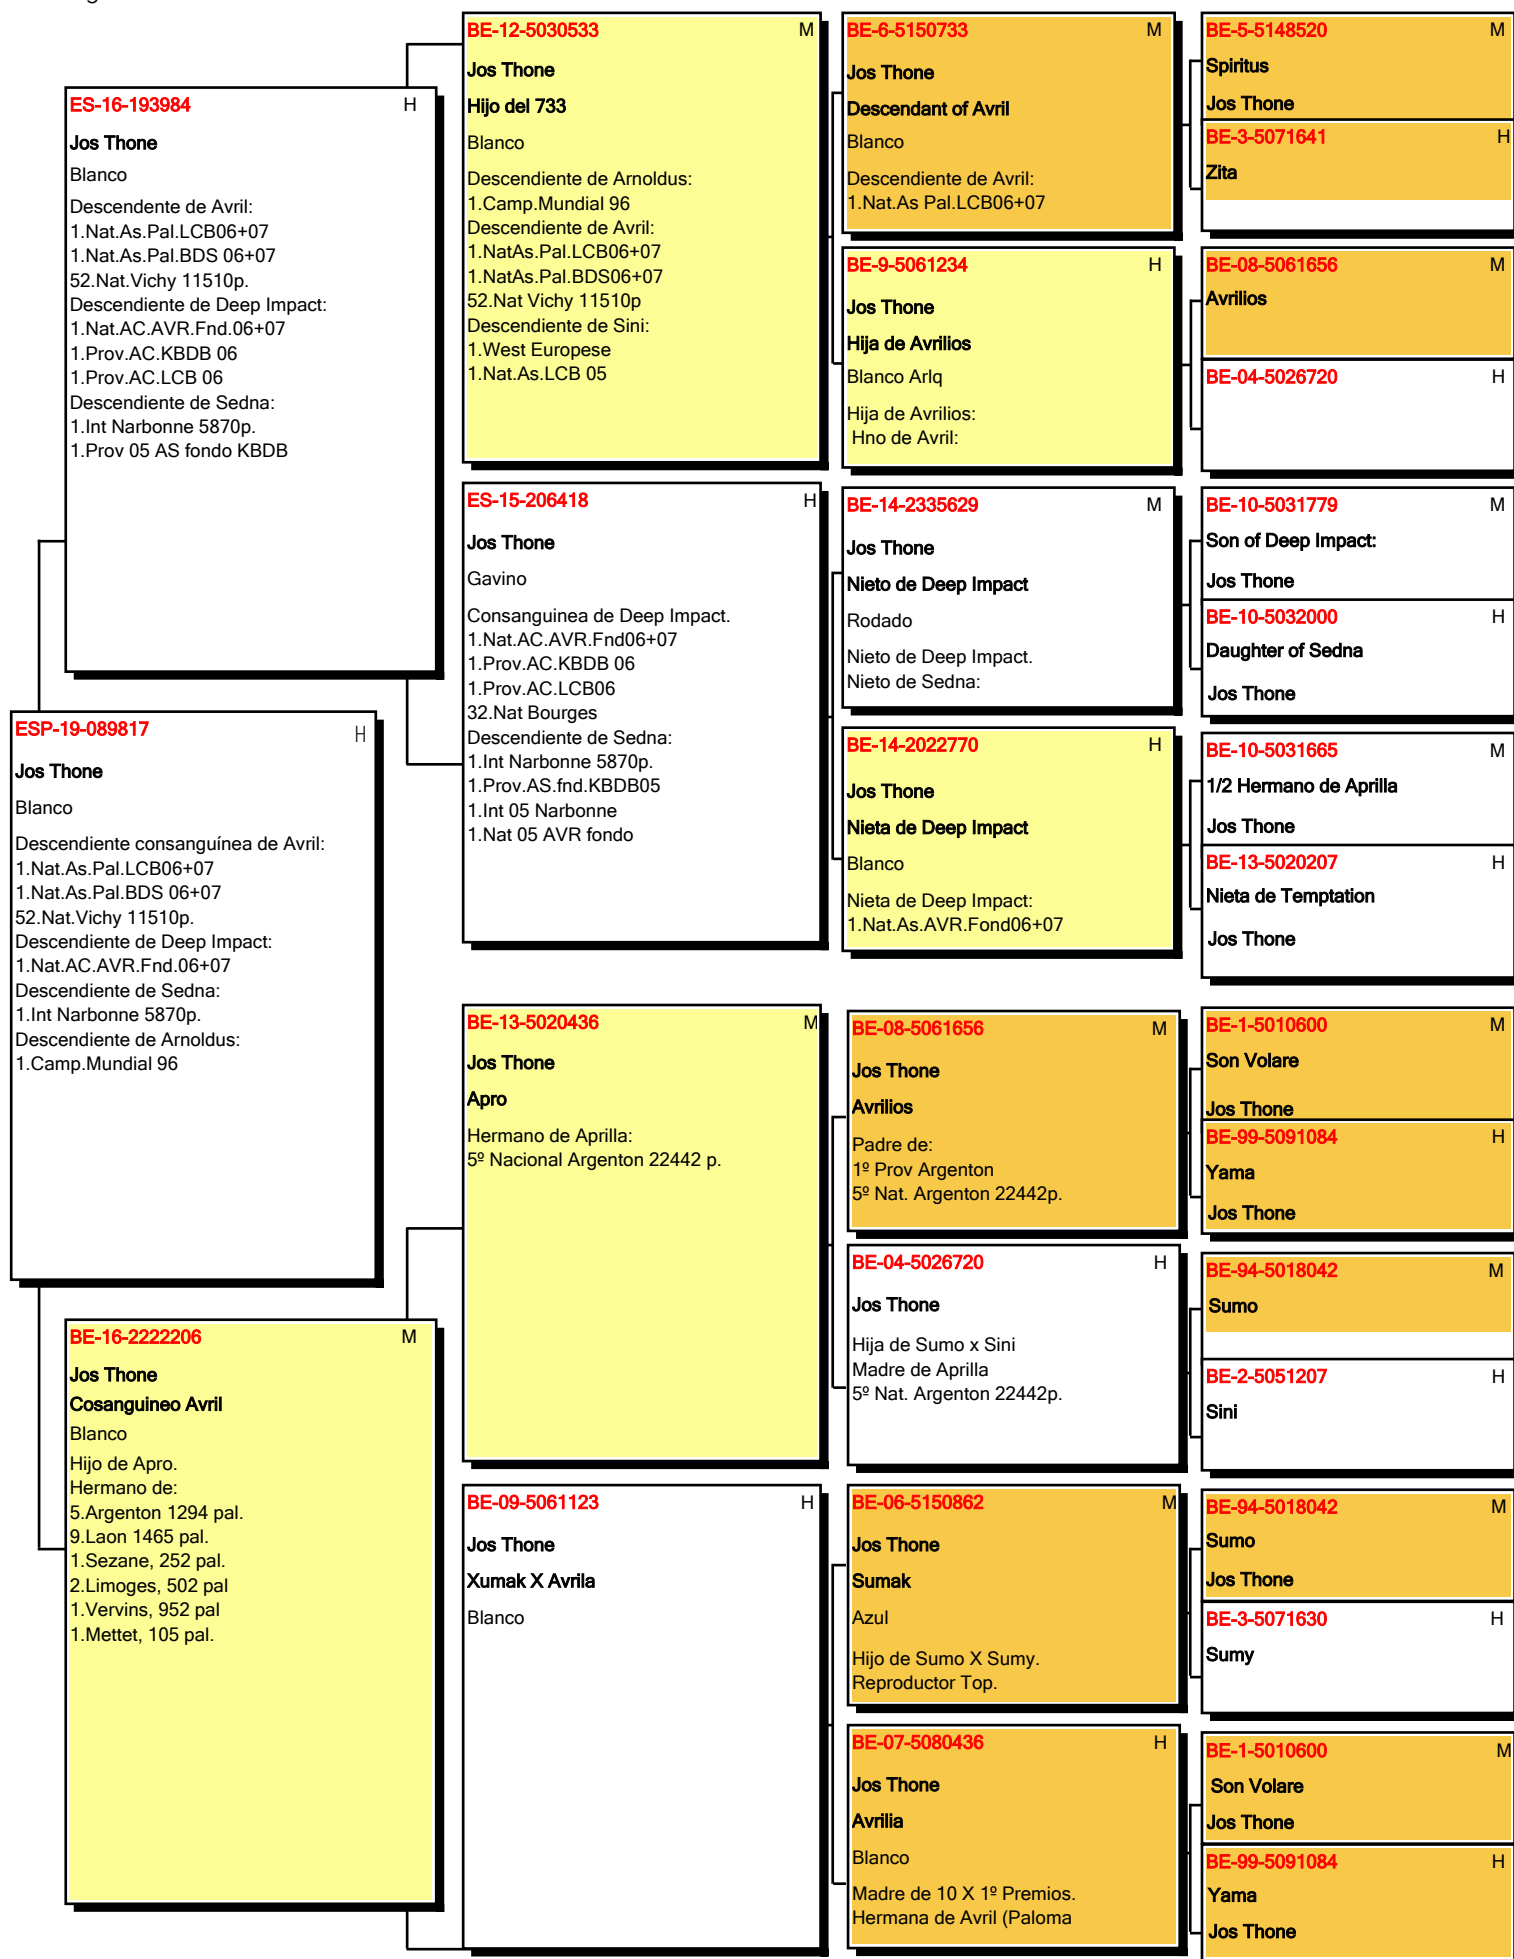 ES-16-193984 H
Jos Thone
Blanco
Descendente de Avril:
1.Nat.As.Pal.LCB06+07
1.Nat.As.Pal.BDS 06+07
52.Nat.Vichy 11510p.
Descendiente de Deep Impact:
1.Nat.AC.AVR.Fnd.06+07
1.Prov.AC.KBDB 06
1.Prov.AC.LCB 06
Descendiente de Sedna:
1.Int Narbonne 5870p.
1.Prov 05 AS fondo KBDB
ESP-19-089817 H
Jos Thone
Blanco
Descendiente consanguínea de Avril:
1.Nat.As.Pal.LCB06+07
1.Nat.As.Pal.BDS 06+07
52.Nat.Vichy 11510p.
Descendiente de Deep Impact:
1.Nat.AC.AVR.Fnd.06+07
Descendiente de Sedna:
1.Int Narbonne 5870p.
Descendiente de Arnoldus:
1.Camp.Mundial 96
BE-16-2222206 M
Jos Thone
Cosanguineo Avril
Blanco
Hijo de Apro.
Hermano de:
5.Argenton 1294 pal.
9.Laon 1465 pal.
1.Sezane, 252 pal.
2.Limoges, 502 pal
1.Vervins, 952 pal
1.Mettet, 105 pal.
BE-12-5030533 M
Jos Thone
Hijo del 733
Blanco
Descendiente de Arnoldus:
1.Camp.Mundial 96
Descendiente de Avril:
1.NatAs.Pal.LCB06+07
1.NatAs.Pal.BDS06+07
52.Nat Vichy 11510p
Descendiente de Sini:
1.West Europese
1.Nat.As.LCB 05
ES-15-206418 H
Jos Thone
Gavino
Consanguinea de Deep Impact.
1.Nat.AC.AVR.Fnd06+07
1.Prov.AC.KBDB 06
1.Prov.AC.LCB06
32.Nat Bourges
Descendiente de Sedna:
1.Int Narbonne 5870p.
1.Prov.AS.fnd.KBDB05
1.Int 05 Narbonne
1.Nat 05 AVR fondo
BE-13-5020436 M
Jos Thone
Apro
Hermano de Aprilla:
5º Nacional Argenton 22442 p.
BE-09-5061123 H
Jos Thone
Xumak X Avrila
Blanco
BE-6-5150733 M
Jos Thone
Descendant of Avril
Blanco
Descendiente de Avril:
1.Nat.As Pal.LCB06+07
BE-9-5061234 H
Jos Thone
Hija de Avrilios
Blanco Arlq
Hija de Avrilios:
Hno de Avril:
BE-14-2335629 M
Jos Thone
Nieto de Deep Impact
Rodado
Nieto de Deep Impact.
Nieto de Sedna:
BE-14-2022770 H
Jos Thone
Nieta de Deep Impact
Blanco
Nieta de Deep Impact:
1.Nat.As.AVR.Fond06+07
BE-08-5061656 M
Jos Thone
Avrilios
Padre de:
1º Prov Argenton
5º Nat. Argenton 22442p.
BE-04-5026720 H
Jos Thone
Hija de Sumo x Sini
Madre de Aprilla
5º Nat. Argenton 22442p.
BE-06-5150862 M
Jos Thone
Sumak
Azul
Hijo de Sumo X Sumy.
Reproductor Top.
BE-07-5080436 H
Jos Thone
Avrilia
Blanco
Madre de 10 X 1º Premios.
Hermana de Avril (Paloma
BE-5-5148520 M
Spiritus
Jos Thone
BE-3-5071641 H
Zita
BE-08-5061656 M
Avrilios
BE-04-5026720 H
BE-10-5031779 M
Son of Deep Impact:
Jos Thone
BE-10-5032000 H
Daughter of Sedna
Jos Thone
BE-10-5031665 M
1/2 Hermano de Aprilla
Jos Thone
BE-13-5020207 H
Nieta de Temptation
Jos Thone
BE-1-5010600 M
Son Volare
Jos Thone
BE-99-5091084 H
Yama
Jos Thone
BE-94-5018042 M
Sumo
BE-2-5051207 H
Sini
BE-94-5018042 M
Sumo
Jos Thone
BE-3-5071630 H
Sumy
BE-1-5010600 M
Son Volare
Jos Thone
BE-99-5091084 H
Yama
Jos Thone